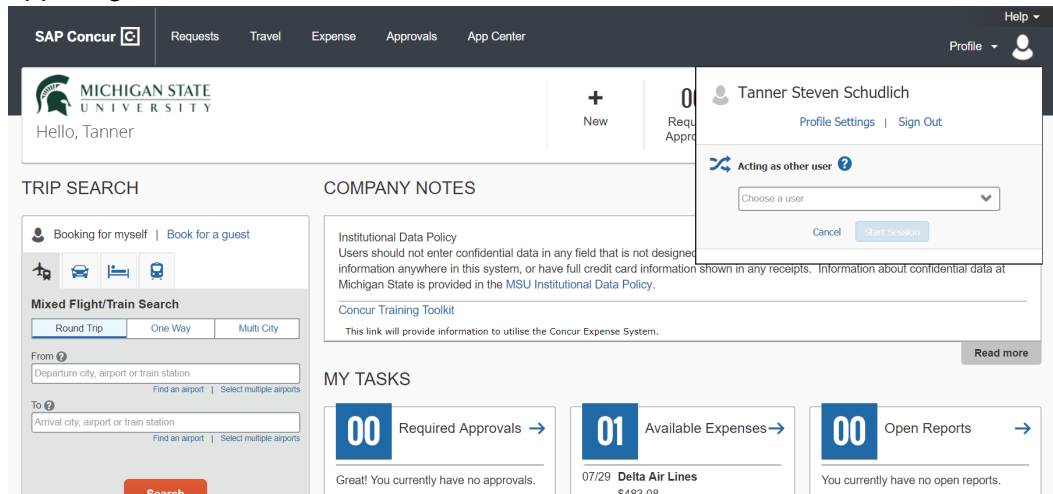 Help
SAP Concur C Requests Travel Expense Approvals App Center
Profile
MICHIGAN STATE
UNIVERSITY
Hello, Tanner
New
00
Requ
Appro
Tanner Steven Schudlich
Profile Settings | Sign Out
Acting as other user ?
Choose a user
Cancel Start Session
TRIP SEARCH
Booking for myself | Book for a guest
Mixed Flight/Train Search
Round Trip One Way Multi City
From ?
Departure city, airport or train station
Find an airport | Select multiple airports
To ?
Arrival city, airport or train station
Find an airport | Select multiple airports
Search
COMPANY NOTES
Institutional Data Policy
Users should not enter confidential data in any field that is not designed
information anywhere in this system, or have full credit card information shown in any receipts. Information about confidential data at
Michigan State is provided in the MSU Institutional Data Policy.
Concur Training Toolkit
This link will provide information to utilise the Concur Expense System.
Read more
MY TASKS
00 Required Approvals
Great! You currently have no approvals.
01 Available Expenses
07/29 Delta Air Lines
$483.08
00 Open Reports
You currently have no open reports.